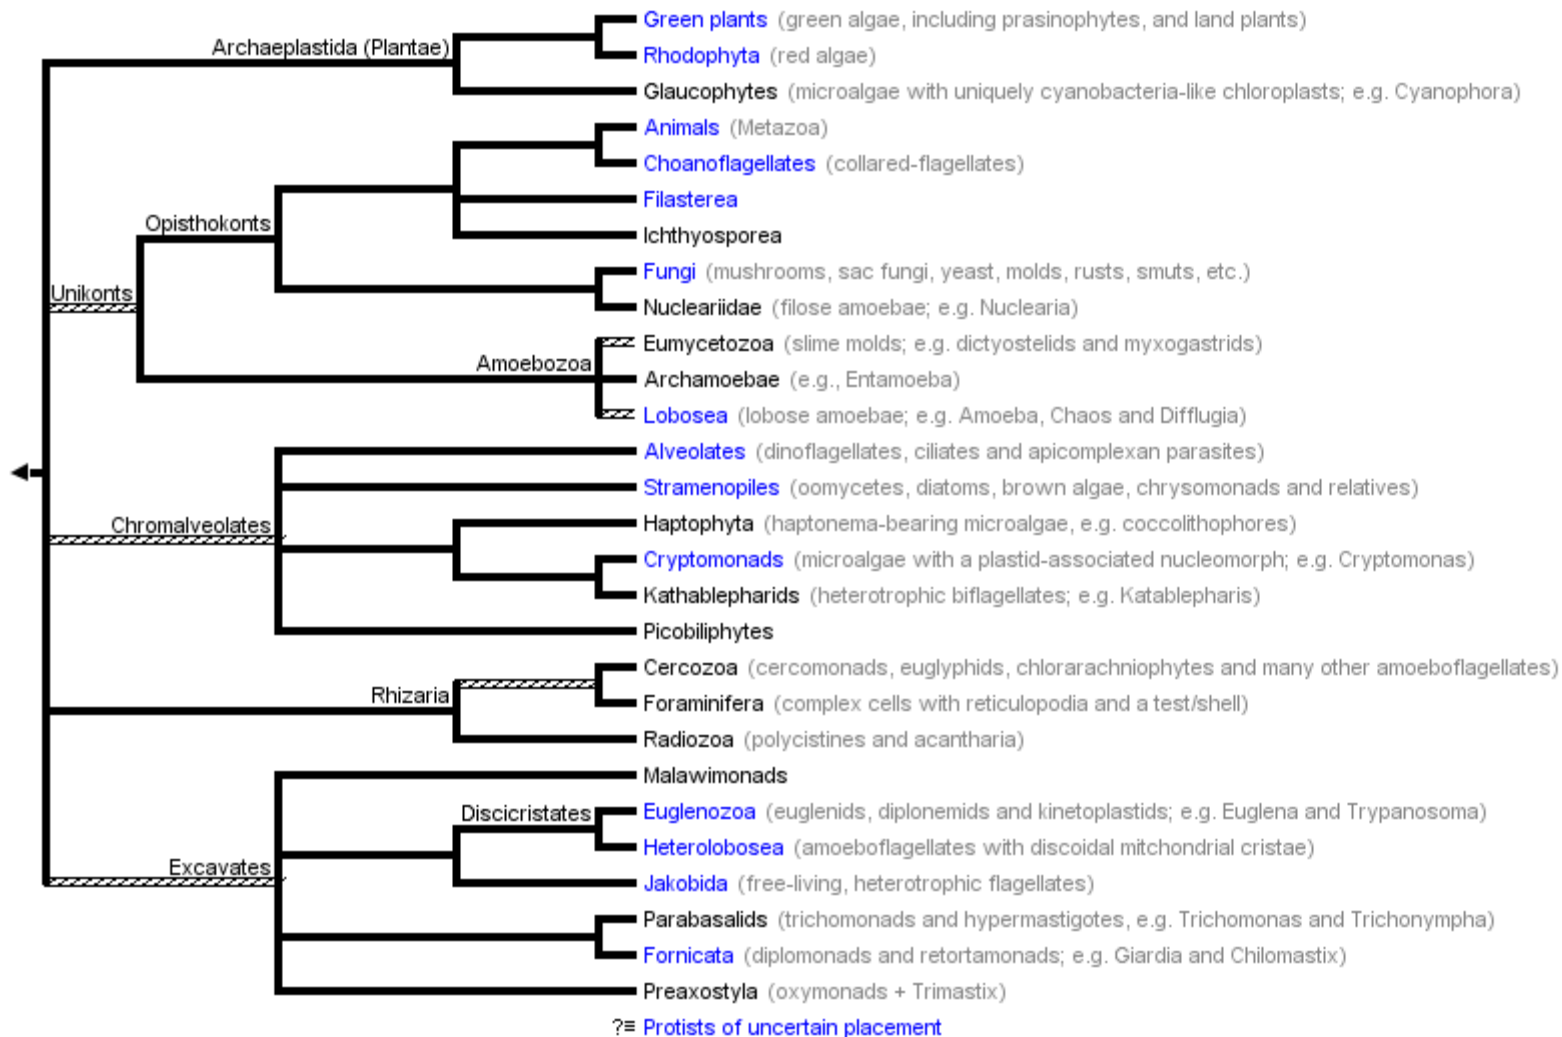 Green plants (green algae, including prasinophytes, and land plants)
Archaeplastida (Plantae)
Rhodophyta (red algae)
Glaucophytes (microalgae with uniquely cyanobacteria-like chloroplasts; e.g. Cyanophora)
Animals (Metazoa)
Choanoflagellates (collared-flagellates)
Filasterea
Opisthokonts
Ichthyosporea
Fungi (mushrooms, sac fungi, yeast, molds, rusts, smuts, etc.)
Unikonts
Nucleariidae (filose amoebae; e.g. Nuclearia)
Eumycetozoa (slime molds; e.g. dictyostelids and myxogastrids)
Amoebozoa
Archamoebae (e.g., Entamoeba)
Lobosea (lobose amoebae; e.g. Amoeba, Chaos and Difflugia)
Alveolates (dinoflagellates, ciliates and apicomplexan parasites)
Stramenopiles (oomycetes, diatoms, brown algae, chrysomonads and relatives)
Chromalveolates
Haptophyta (haptonema-bearing microalgae, e.g. coccolithophores)
Cryptomonads (microalgae with a plastid-associated nucleomorph; e.g. Cryptomonas)
Kathablepharids (heterotrophic biflagellates; e.g. Katablepharis)
Picobiliphytes
Cercozoa (cercomonads, euglyphids, chlorarachniophytes and many other amoeboflagellates)
Rhizaria
Foraminifera (complex cells with reticulopodia and a test/shell)
Radiozoa (polycistines and acantharia)
Malawimonads
Discicristates
Euglenozoa (euglenids, diplonemids and kinetoplastids; e.g. Euglena and Trypanosoma)
Heterolobosea (amoeboflagellates with discoidal mitchondrial cristae)
Excavates
Jakobida (free-living, heterotrophic flagellates)
Parabasalids (trichomonads and hypermastigotes, e.g. Trichomonas and Trichonympha)
Fornicata (diplomonads and retortamonads; e.g. Giardia and Chilomastix)
Preaxostyla (oxymonads + Trimastix)
?≡ Protists of uncertain placement